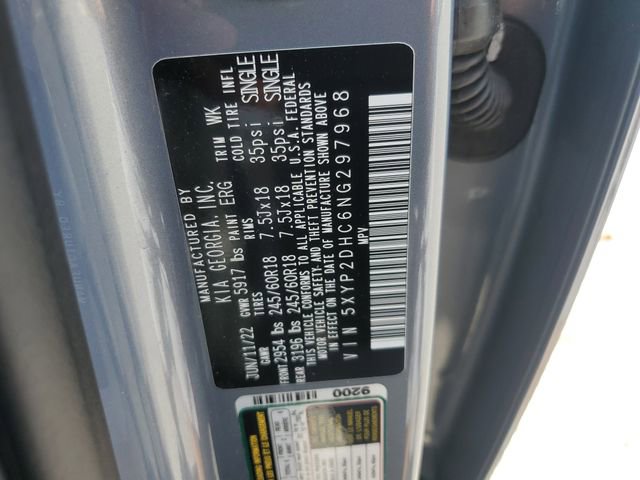 MANUFACTURED BY
KIA GEORGIA, INC.
JUN/11/22 GVWR 5917 lbs PAINT ERG TRIM WK
GAWR TIRES RIMS COLD TIRE INFL
FRONT 2954 lbs 245/60R18 7.5Jx18 35psi SINGLE
REAR 3196 lbs 245/60R18 7.5Jx18 35psi SINGLE
THIS VEHICLE CONFORMS TO ALL APPLICABLE U.S.A. FEDERAL
MOTOR VEHICLE SAFETY AND THEFT PREVENTION STANDARDS
IN EFFECT ON THE DATE OF MANUFACTURE SHOWN ABOVE
VIN 5XYP2DHC6NG297968
MPV
9200